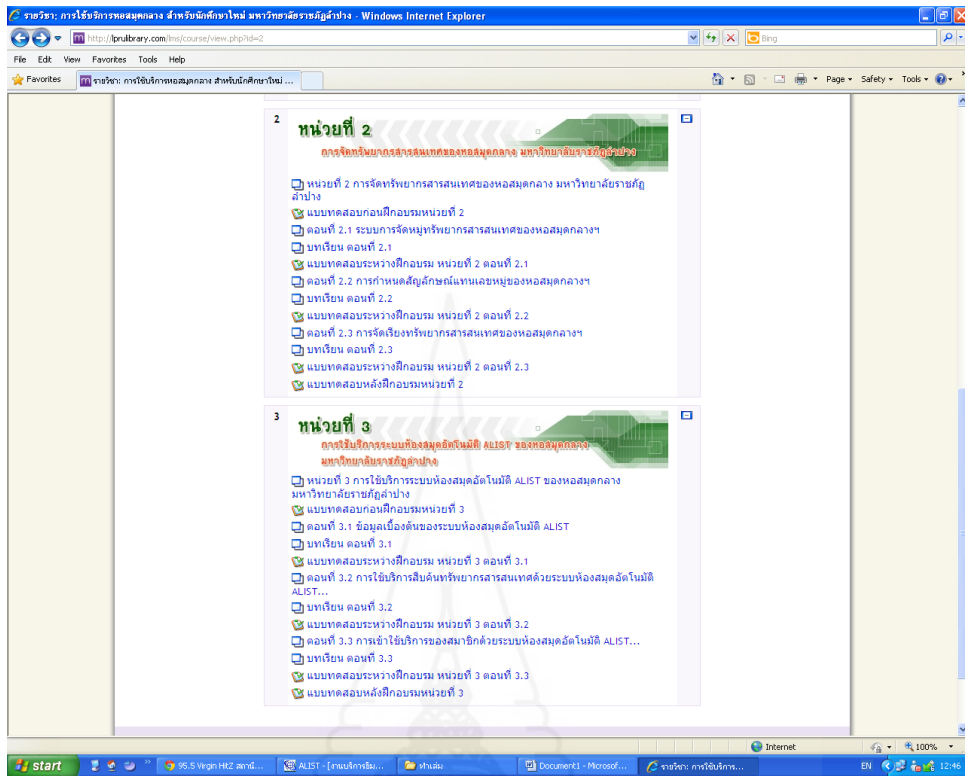 รายวิชา: การใช้บริการหอสมุดกลาง สำหรับนักศึกษาใหม่ มหาวิทยาลัยราชภัฏลำปาง - Windows Internet Explorer
http://lprulibrary.com/lms/course/view.php?id=2
Bing
File Edit View Favorites Tools Help
Favorites
รายวิชา: การใช้บริการหอสมุดกลาง สำหรับนักศึกษาใหม่ ...
Page Safety Tools
2
หน่วยที่ 2
การจัดทรัพยากรสารสนเทศของหอสมุดกลาง มหาวิทยาลัยราชภัฏลำปาง
หน่วยที่ 2 การจัดทรัพยากรสารสนเทศของหอสมุดกลาง มหาวิทยาลัยราชภัฏ
ลำปาง
แบบทดสอบก่อนฝึกอบรมหน่วยที่ 2
ตอนที่ 2.1 ระบบการจัดหมู่ทรัพยากรสารสนเทศของหอสมุดกลางฯ
บทเรียน ตอนที่ 2.1
แบบทดสอบระหว่างฝึกอบรม หน่วยที่ 2 ตอนที่ 2.1
ตอนที่ 2.2 การกำหนดสัญลักษณ์แทนเลขหมู่ของหอสมุดกลางฯ
บทเรียน ตอนที่ 2.2
แบบทดสอบระหว่างฝึกอบรม หน่วยที่ 2 ตอนที่ 2.2
ตอนที่ 2.3 การจัดเรียงทรัพยากรสารสนเทศของหอสมุดกลางฯ
บทเรียน ตอนที่ 2.3
แบบทดสอบระหว่างฝึกอบรม หน่วยที่ 2 ตอนที่ 2.3
แบบทดสอบหลังฝึกอบรมหน่วยที่ 2
3
หน่วยที่ 3
การใช้บริการระบบห้องสมุดอัตโนมัติ ALIST ของหอสมุดกลาง
มหาวิทยาลัยราชภัฏลำปาง
หน่วยที่ 3 การใช้บริการระบบห้องสมุดอัตโนมัติ ALIST ของหอสมุดกลาง
มหาวิทยาลัยราชภัฏลำปาง
แบบทดสอบก่อนฝึกอบรมหน่วยที่ 3
ตอนที่ 3.1 ข้อมูลเบื้องต้นของระบบห้องสมุดอัตโนมัติ ALIST
บทเรียน ตอนที่ 3.1
แบบทดสอบระหว่างฝึกอบรม หน่วยที่ 3 ตอนที่ 3.1
ตอนที่ 3.2 การใช้บริการสืบค้นทรัพยากรสารสนเทศด้วยระบบห้องสมุดอัตโนมัติ
ALIST...
บทเรียน ตอนที่ 3.2
แบบทดสอบระหว่างฝึกอบรม หน่วยที่ 3 ตอนที่ 3.2
ตอนที่ 3.3 การเข้าใช้บริการของสมาชิกด้วยระบบห้องสมุดอัตโนมัติ ALIST...
บทเรียน ตอนที่ 3.3
แบบทดสอบระหว่างฝึกอบรม หน่วยที่ 3 ตอนที่ 3.3
แบบทดสอบหลังฝึกอบรมหน่วยที่ 3
Internet 100%
start 95.5 Virgin HitZ สถานี... ALIST - [งานบริการยืม... ทำเล่ม Document1 - Microsof... รายวิชา: การใช้บริการ... EN 12:46